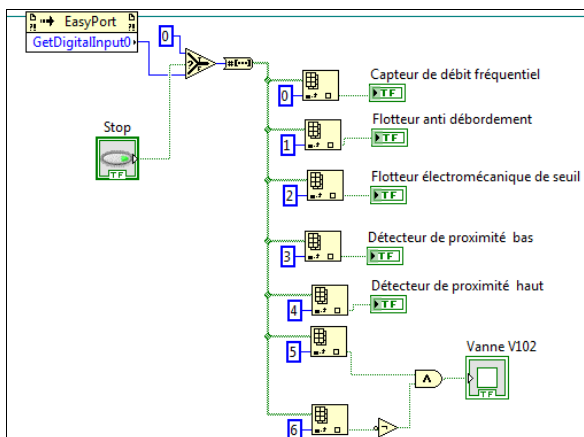 EasyPort
GetDigitalInput0
0
?
T
F
#[...]
Stop
TF
0
Capteur de débit fréquentiel
TF
1
Flotteur anti débordement
TF
2
Flotteur électromécanique de seuil
TF
3
Détecteur de proximité bas
TF
4
Détecteur de proximité haut
TF
5
Vanne V102
TF
6